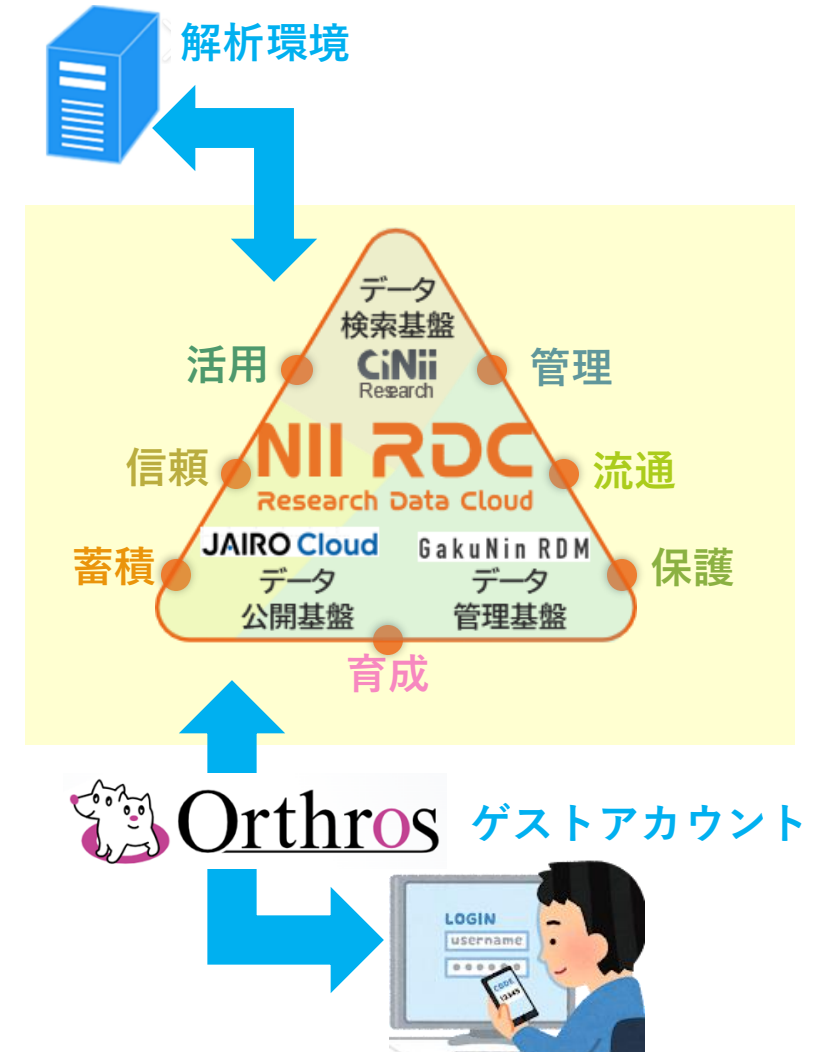 解析環境
データ
検索基盤
CiNii
Research
活用
管理
NII RDC
Research Data Cloud
信頼
流通
JAIRO Cloud
GakuNin RDM
データ
公開基盤
データ
管理基盤
蓄積
保護
育成
Orthros
ゲストアカウント
LOGIN
username
CODE
12345